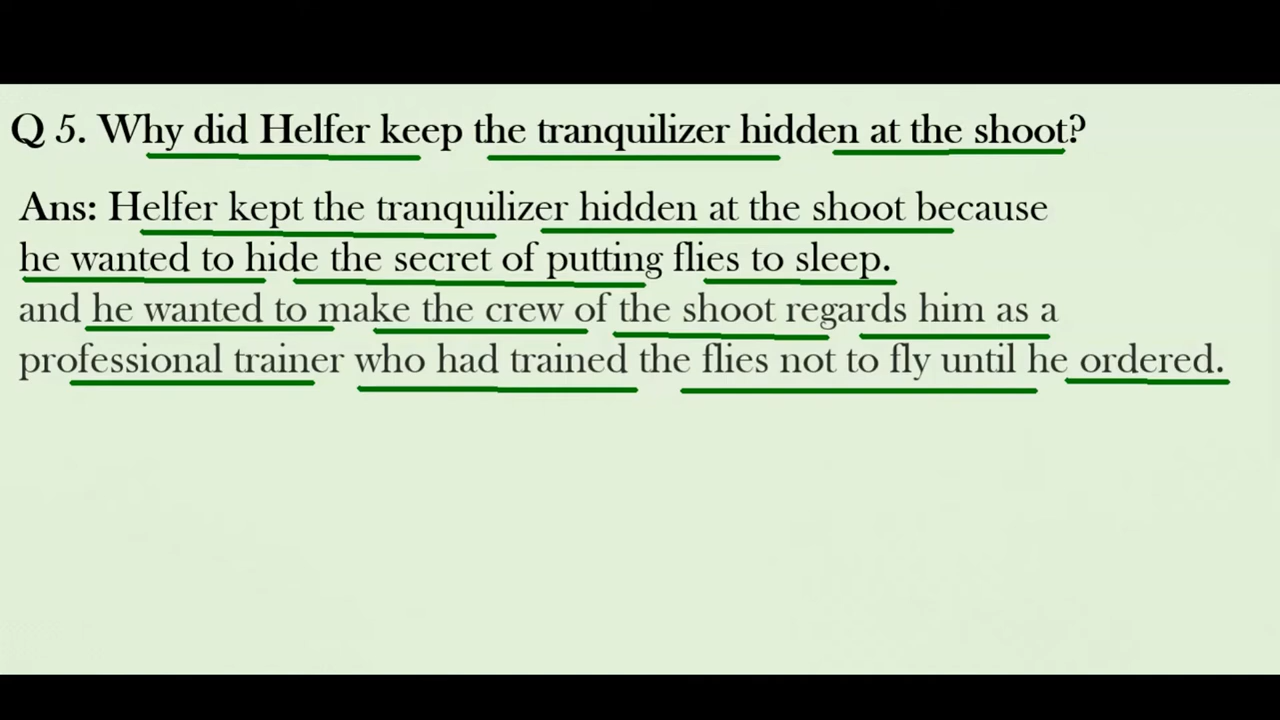 Q 5. Why did Helfer keep the tranquilizer hidden at the shoot?
Ans: Helfer kept the tranquilizer hidden at the shoot because
he wanted to hide the secret of putting flies to sleep.
and he wanted to make the crew of the shoot regards him as a
professional trainer who had trained the flies not to fly until he ordered.